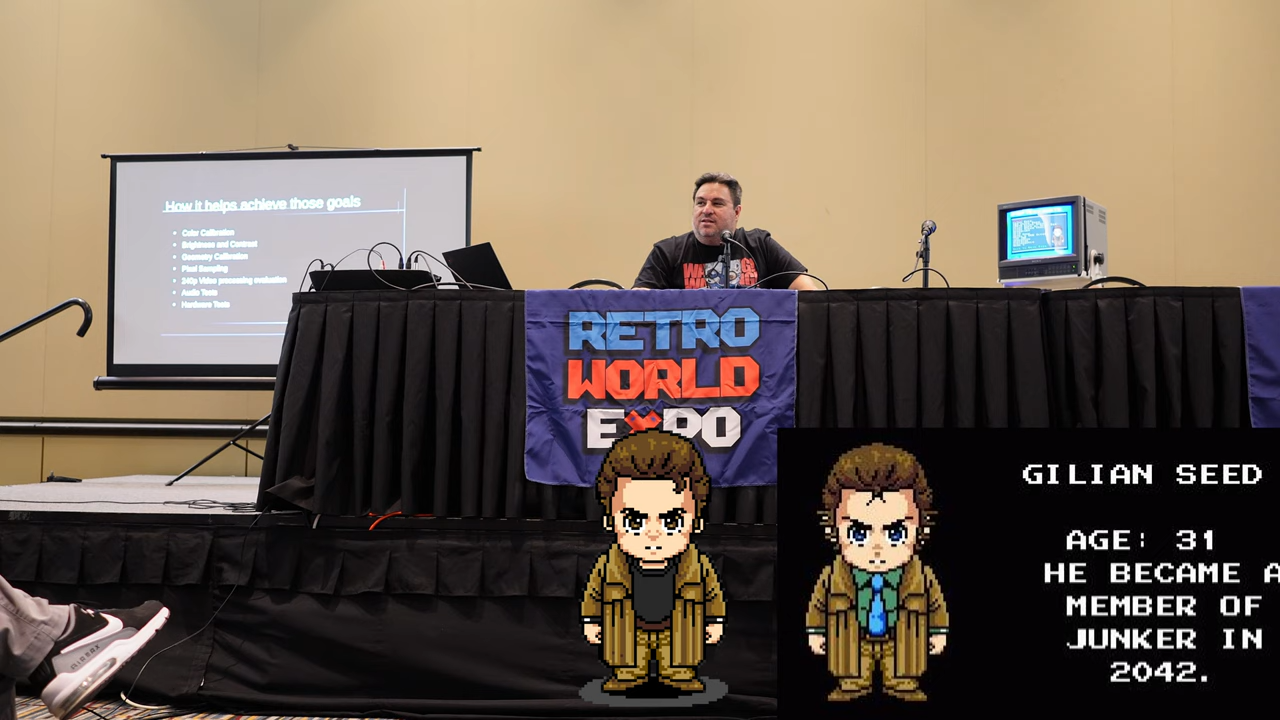 How it helps achieve those goals
Color Calibration
Brightness and Contrast
Geometry Calibration
Pixel Sampling
240p Video processing evaluation
Audio Tests
Hardware Tests
RETRO
WORLD
EXPO
GILIAN SEED
AGE: 31
HE BECAME A
MEMBER OF
JUNKER IN
2042.